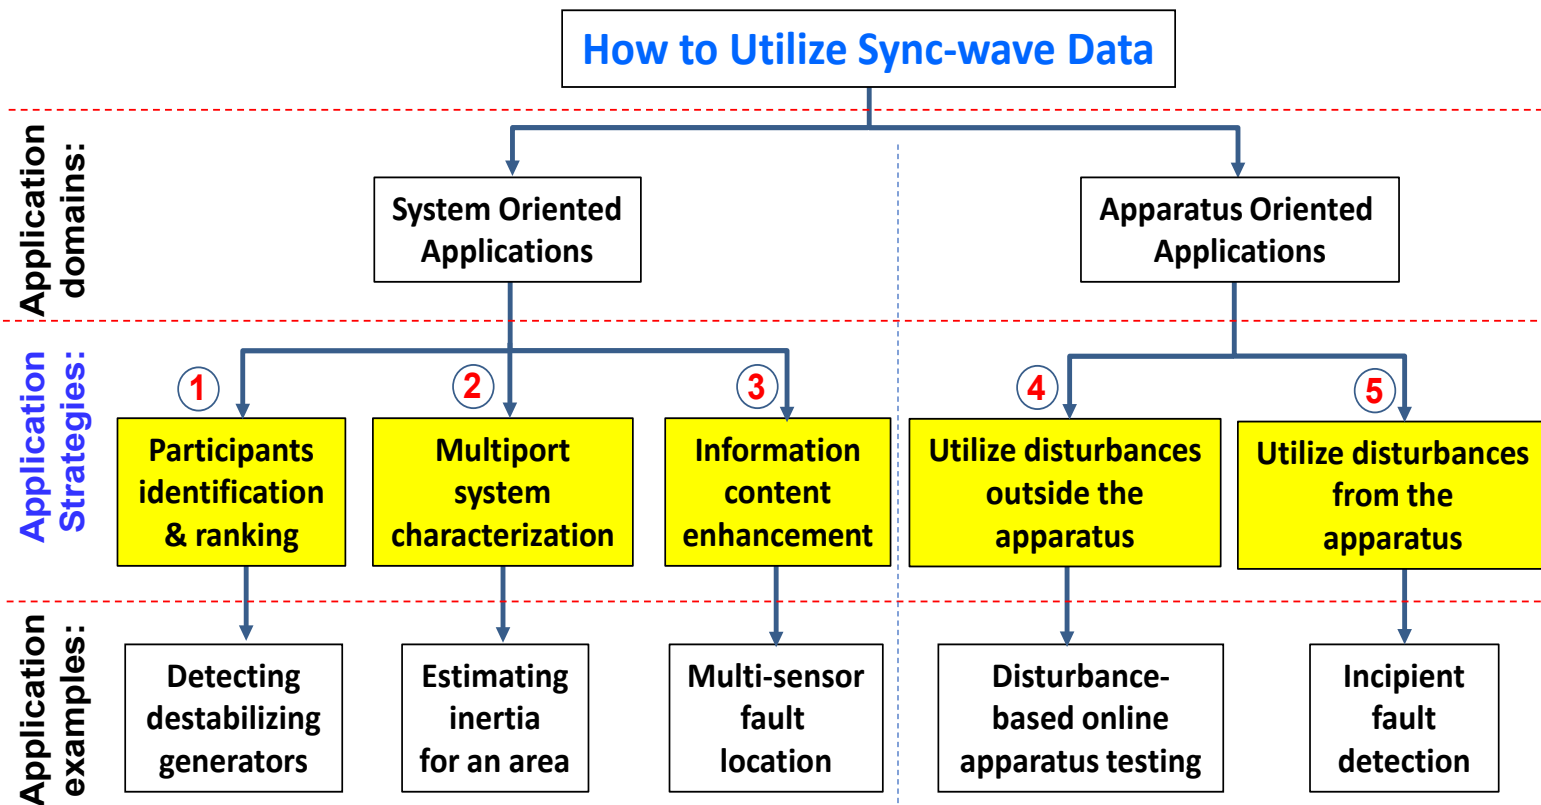 How to Utilize Sync-wave Data
Application
domains:
System Oriented
Applications
Apparatus Oriented
Applications
Application
Strategies:
1
Participants
identification
& ranking
2
Multiport
system
characterization
3
Information
content
enhancement
4
Utilize disturbances
outside the
apparatus
5
Utilize disturbances
from the
apparatus
Application
examples:
Detecting
destabilizing
generators
Estimating
inertia
for an area
Multi-sensor
fault
location
Disturbance-
based online
apparatus testing
Incipient
fault
detection